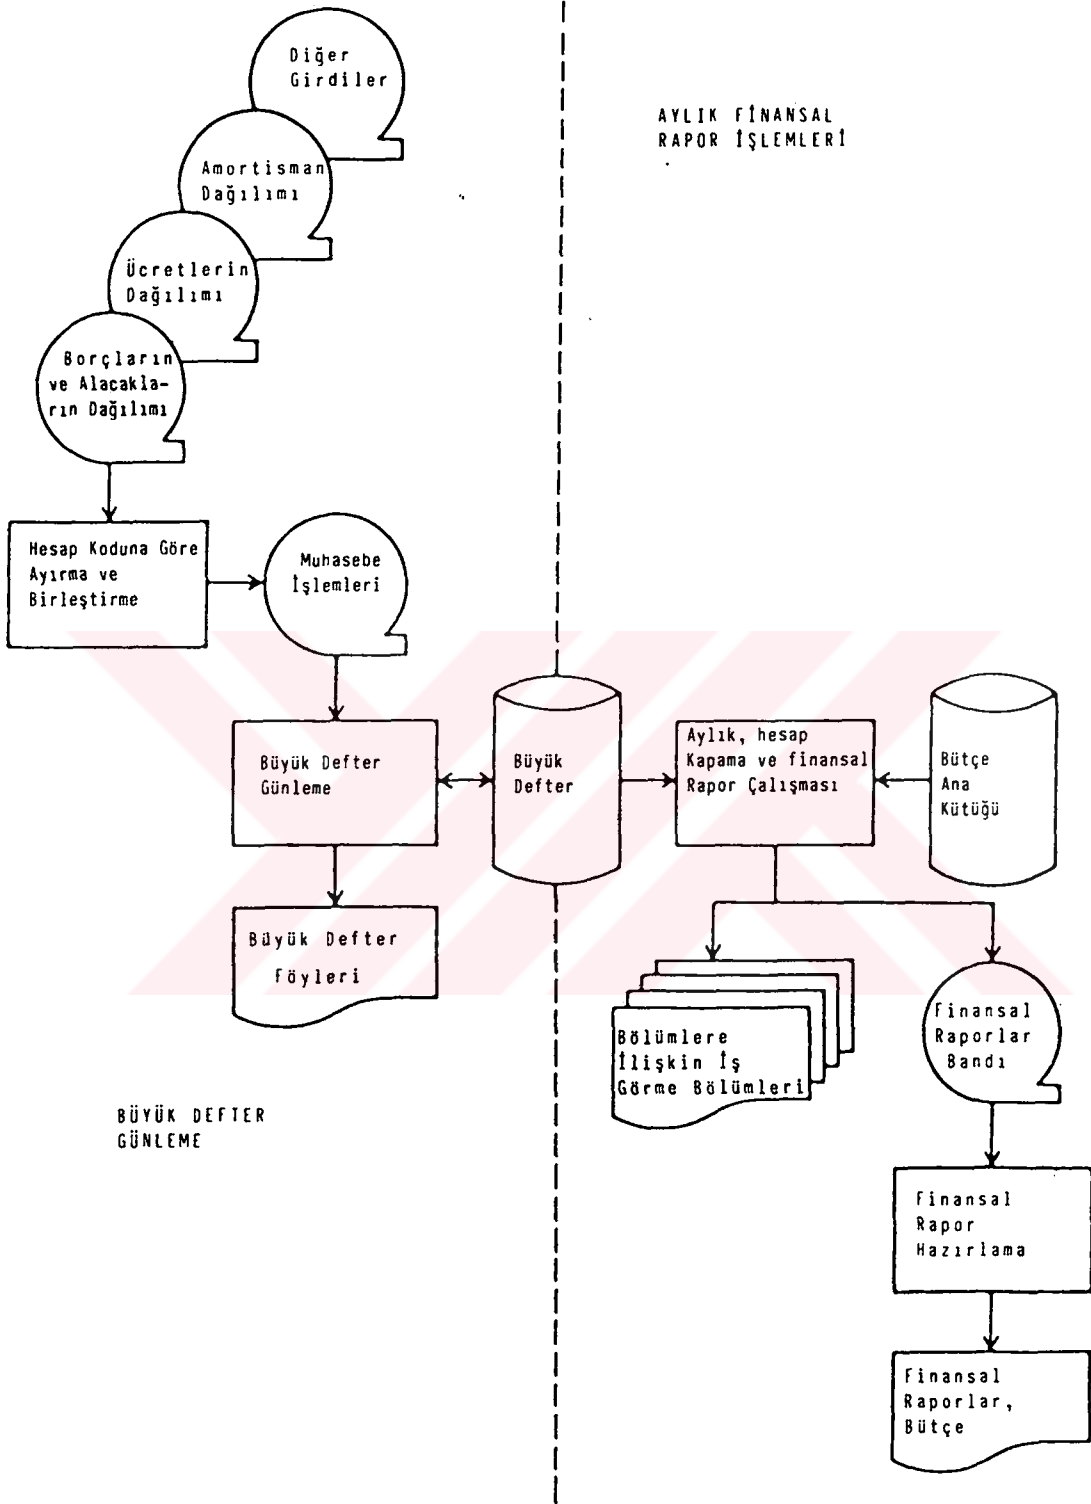 Diğer
Girdiler
AYLIK FİNANSAL
RAPOR İŞLEMLERİ
Amortisman
Dağılımı
Ücretlerin
Dağılımı
Borçların
ve Alacakla-
rın Dağılımı
Hesap Koduna Göre
Ayırma ve
Birleştirme
Muhasebe
İşlemleri
Büyük Defter
Günleme
Büyük
Defter
Aylık, hesap
Kapama ve finansal
Rapor Çalışması
Bütçe
Ana
Kütüğü
Büyük Defter
Föyleri
Bölümlere
İlişkin İş
Görme Bölümleri
Finansal
Raporlar
Bandı
BÜYÜK DEFTER
GÜNLEME
Finansal
Rapor
Hazırlama
Finansal
Raporlar,
Bütçe